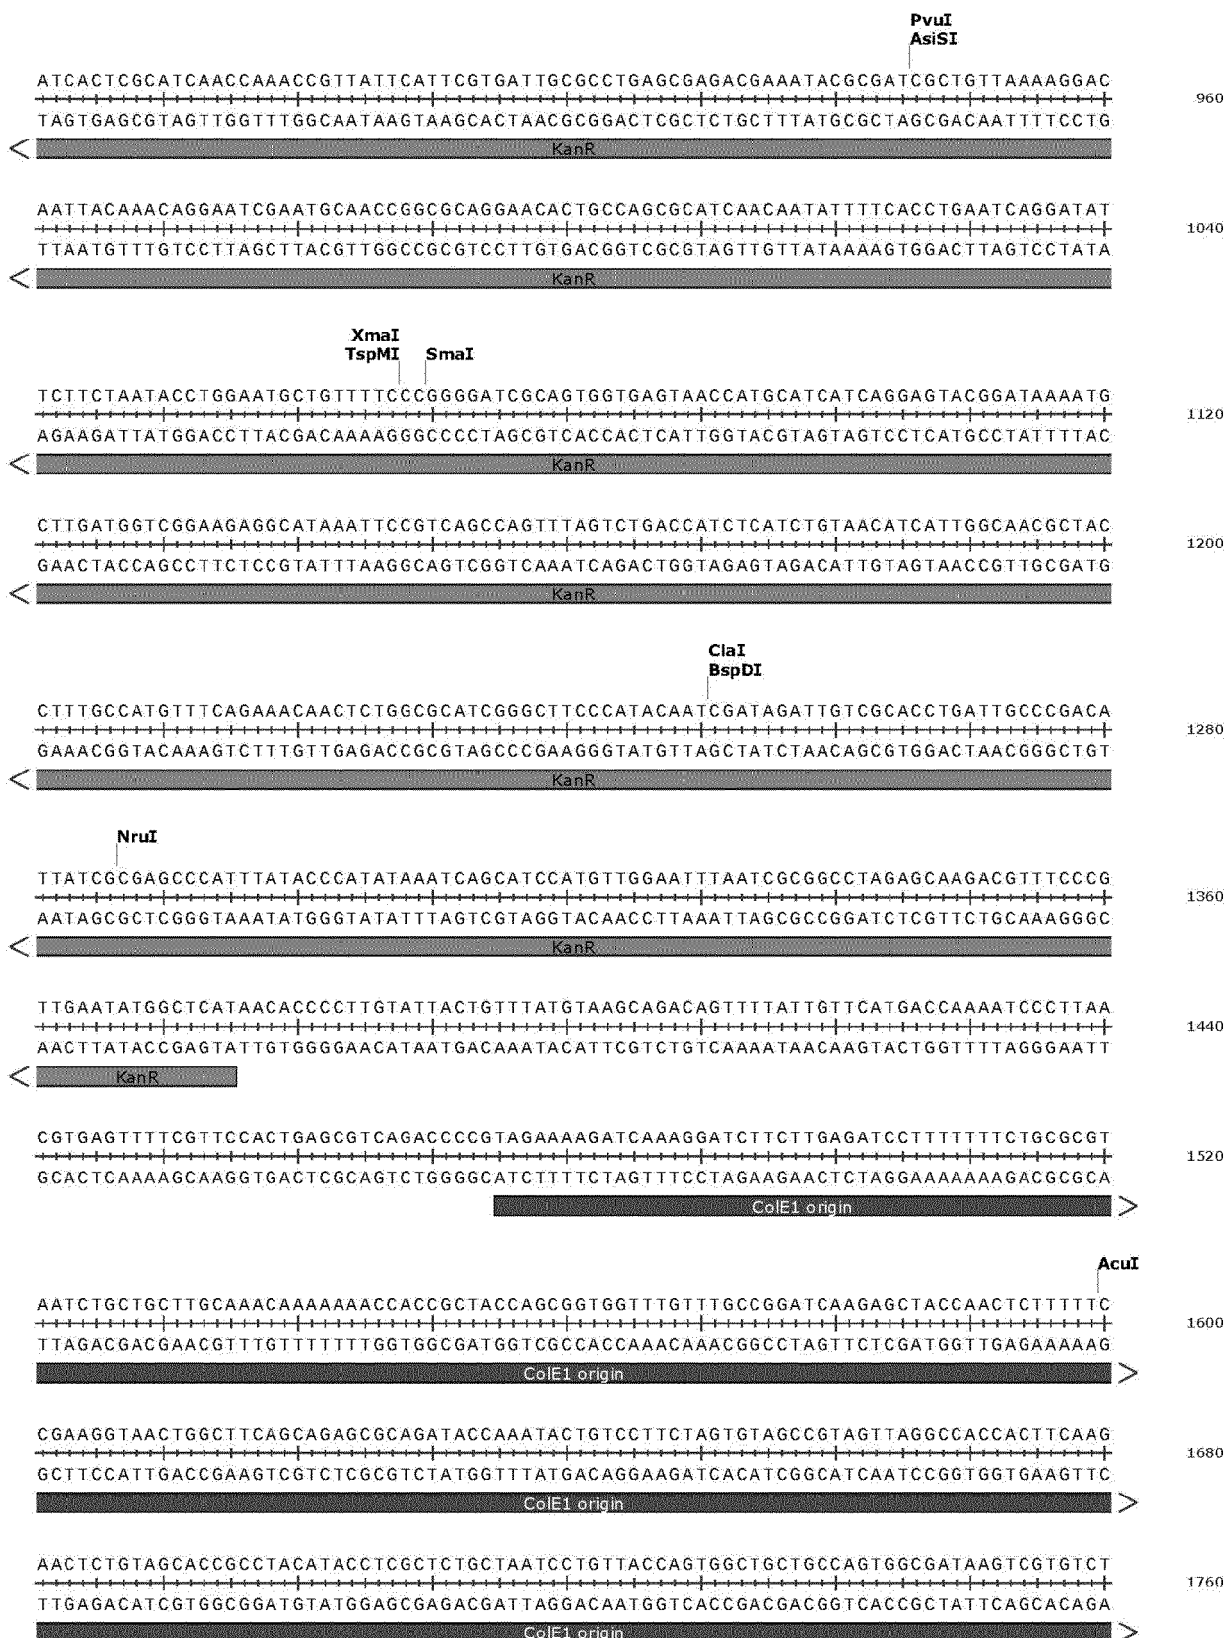 PvuI
AsiSI
ATCACTCGCATCAACCAAACCGTTATTCATTCGTGATTGCGCCTGAGCGAGACGAAATACGCGATCGCTGTTAAAAGGAC
960
TAGTGAGCGTAGTTGGTTTGGCAATAAGTAAGCACTAACGCGGACTCGCTCTGCTTTATGCGCTAGCGACAATTTTCCTG
< KanR
AATTACAAACAGGAATCGAATGCAACCGGCGCAGGAACACTGCCAGCGCATCAACAATATTTTCACCTGAATCAGGATAT
1040
TTAATGTTTGTCCTTAGCTTACGTTGGCCGCGTCCTTGTGACGGTCGCGTAGTTGTTATAAAAGTGGACTTAGTCCTATA
< KanR
XmaI
TspMI SmaI
TCTTCTAATACCTGGAATGCTGTTTTCCCGGGGATCGCAGTGGTGAGTAACCATGCATCATCAGGAGTACGGATAAAATG
1120
AGAAGATTATGGACCTTACGACAAAAGGGCCCCTAGCGTCACCACTCATTGGTACGTAGTAGTCCTCATGCCTATTTTAC
< KanR
CTTGATGGTCGGAAGAGGCATAAATTCCGTCAGCCAGTTTAGTCTGACCATCTCATCTGTAACATCATTGGCAACGCTAC
1200
GAACTACCAGCCTTCTCCGTATTTAAGGCAGTCGGTCAAATCAGACTGGTAGAGTAGACATTGTAGTAACCGTTGCGATG
< KanR
ClaI
BspDI
CTTTGCCATGTTTCAGAAACAACTCTGGCGCATCGGGCTTCCCATACAATCGATAGATTGTCGCACCTGATTGCCCGACA
1280
GAAACGGTACAAAGTCTTTGTTGAGACCGCGTAGCCCGAAGGGTATGTTAGCTATCTAACAGCGTGGACTAACGGGCTGT
< KanR
NruI
TTATCGCGAGCCCATTTATACCCATATAAATCAGCATCCATGTTGGAATTTAATCGCGGCCTAGAGCAAGACGTTTCCCG
1360
AATAGCGCTCGGGTAAATATGGGTATATTTAGTCGTAGGTACAACCTTAAATTAGCGCCGGATCTCGTTCTGCAAAGGGC
< KanR
TTGAATATGGCTCATAACACCCCTTGTATTACTGTTTATGTAAGCAGACAGTTTTATTGTTCATGACCAAAATCCCTTAA
1440
AACTTATACCGAGTATTGTGGGGAACATAATGACAAATACATTCGTCTGTCAAAATAACAAGTACTGGTTTTAGGGAATT
< KanR
CGTGAGTTTTCGTTCCACTGAGCGTCAGACCCCGTAGAAAAGATCAAAGGATCTTCTTGAGATCCTTTTTTTCTGCGCGT
1520
GCACTCAAAAGCAAGGTGACTCGCAGTCTGGGGCATCTTTTCTAGTTTCCTAGAAGAACTCTAGGAAAAAAAGACGCGCA
ColE1 origin >
AcuI
AATCTGCTGCTTGCAAACAAAAAAACCACCGCTACCAGCGGTGGTTTGTTTGCCGGATCAAGAGCTACCAACTCTTTTTC
1600
TTAGACGACGAACGTTTGTTTTTTTGGTGGCGATGGTCGCCACCAAACAAACGGCCTAGTTCTCGATGGTTGAGAAAAAG
ColE1 origin >
CGAAGGTAACTGGCTTCAGCAGAGCGCAGATACCAAATACTGTCCTTCTAGTGTAGCCGTAGTTAGGCCACCACTTCAAG
1680
GCTTCCATTGACCGAAGTCGTCTCGCGTCTATGGTTTATGACAGGAAGATCACATCGGCATCAATCCGGTGGTGAAGTTC
ColE1 origin >
AACTCTGTAGCACCGCCTACATACCTCGCTCTGCTAATCCTGTTACCAGTGGCTGCTGCCAGTGGCGATAAGTCGTGTCT
1760
TTGAGACATCGTGGCGGATGTATGGAGCGAGACGATTAGGACAATGGTCACCGACGACGGTCACCGCTATTCAGCACAGA
ColE1 origin >